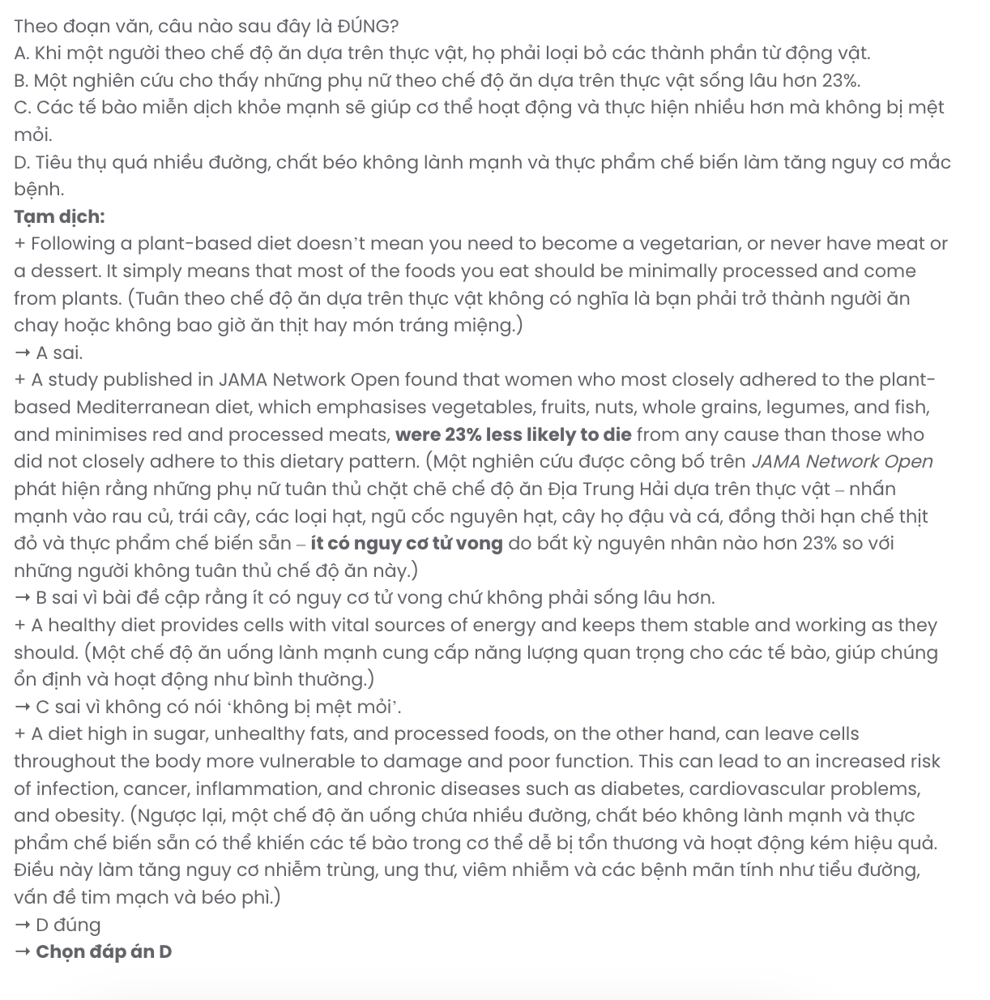 Theo đoạn văn, câu nào sau đây là ĐÚNG?
A. Khi một người theo chế độ ăn dựa trên thực vật, họ phải loại bỏ các thành phần từ động vật.
B. Một nghiên cứu cho thấy những phụ nữ theo chế độ ăn dựa trên thực vật sống lâu hơn 23%.
C. Các tế bào miễn dịch khỏe mạnh sẽ giúp cơ thể hoạt động và thực hiện nhiều hơn mà không bị mệt
mỏi.
D. Tiêu thụ quá nhiều đường, chất béo không lành mạnh và thực phẩm chế biến làm tăng nguy cơ mắc
bệnh.
Tạm dịch:
+ Following a plant-based diet doesn’t mean you need to become a vegetarian, or never have meat or
a dessert. It simply means that most of the foods you eat should be minimally processed and come
from plants. (Tuân theo chế độ ăn dựa trên thực vật không có nghĩa là bạn phải trở thành người ăn
chay hoặc không bao giờ ăn thịt hay món tráng miệng.)
→ A sai.
+ A study published in JAMA Network Open found that women who most closely adhered to the plant-
based Mediterranean diet, which emphasises vegetables, fruits, nuts, whole grains, legumes, and fish,
and minimises red and processed meats, were 23% less likely to die from any cause than those who
did not closely adhere to this dietary pattern. (Một nghiên cứu được công bố trên JAMA Network Open
phát hiện rằng những phụ nữ tuân thủ chặt chẽ chế độ ăn Địa Trung Hải dựa trên thực vật – nhấn
mạnh vào rau củ, trái cây, các loại hạt, ngũ cốc nguyên hạt, cây họ đậu và cá, đồng thời hạn chế thịt
đỏ và thực phẩm chế biến sẵn – ít có nguy cơ tử vong do bất kỳ nguyên nhân nào hơn 23% so với
những người không tuân thủ chế độ ăn này.)
→ B sai vì bài đề cập rằng ít có nguy cơ tử vong chứ không phải sống lâu hơn.
+ A healthy diet provides cells with vital sources of energy and keeps them stable and working as they
should. (Một chế độ ăn uống lành mạnh cung cấp năng lượng quan trọng cho các tế bào, giúp chúng
ổn định và hoạt động như bình thường.)
→ C sai vì không có nói ‘không bị mệt mỏi’.
+ A diet high in sugar, unhealthy fats, and processed foods, on the other hand, can leave cells
throughout the body more vulnerable to damage and poor function. This can lead to an increased risk
of infection, cancer, inflammation, and chronic diseases such as diabetes, cardiovascular problems,
and obesity. (Ngược lại, một chế độ ăn uống chứa nhiều đường, chất béo không lành mạnh và thực
phẩm chế biến sẵn có thể khiến các tế bào trong cơ thể dễ bị tổn thương và hoạt động kém hiệu quả.
Điều này làm tăng nguy cơ nhiễm trùng, ung thư, viêm nhiễm và các bệnh mãn tính như tiểu đường,
vấn đề tim mạch và béo phì.)
→ D đúng
→ Chọn đáp án D